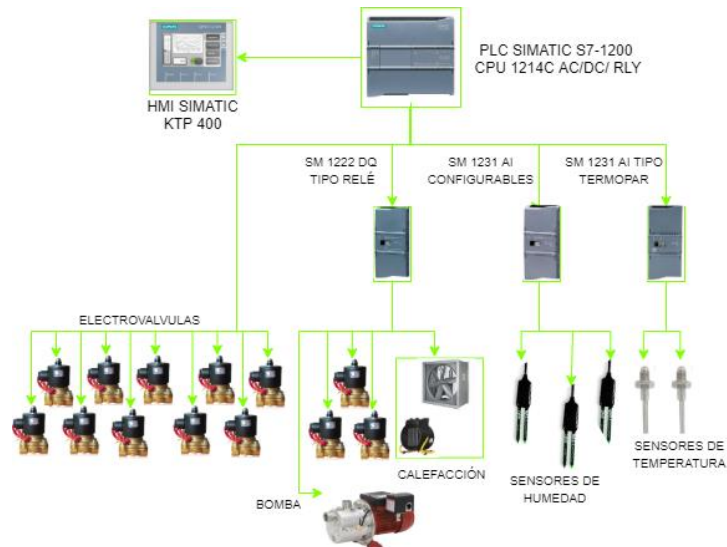 PLC SIMATIC S7-1200
CPU 1214C AC/DC/ RLY
HMI SIMATIC
KTP 400
SM 1222 DQ
TIPO RELÉ
SM 1231 AI
CONFIGURABLES
SM 1231 AI TIPO
TERMOPAR
ELECTROVALVULAS
CALEFACCIÓN
BOMBA
SENSORES DE
HUMEDAD
SENSORES DE
TEMPERATURA